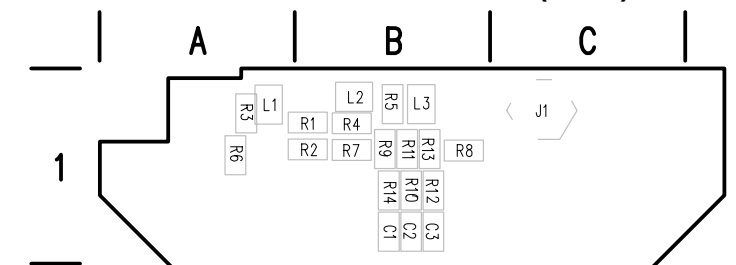 A B C
L1 L2 R5 L3
R3 J1
R1 R4
1 R6 R2 R7 R9 R11 R13 R8
R14 R10 R12
C1 C2 C3